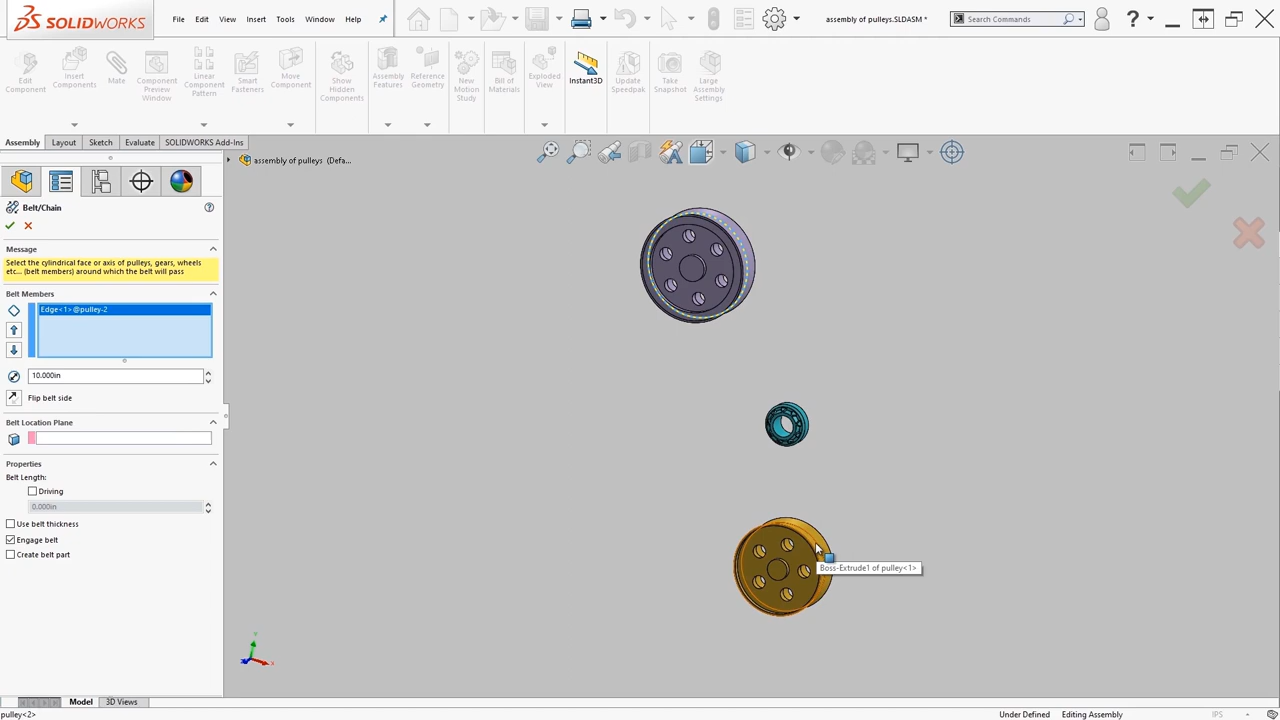 SOLIDWORKS
File Edit View Insert Tools Window Help
assembly of pulleys.SLDASM *
Search Commands
?
Edit Component
Insert Components
Mate
Component Preview Window
Linear Component Pattern
Smart Fasteners
Move Component
Show Hidden Components
Assembly Features
Reference Geometry
New Motion Study
Bill of Materials
Exploded View
Instant3D
Update Speedpak
Take Snapshot
Large Assembly Settings
Assembly Layout Sketch Evaluate SOLIDWORKS Add-Ins
assembly of pulleys (Defa...
Belt/Chain
?
Message
Select the cylindrical face or axis of pulleys, gears, wheels
etc... (belt members) around which the belt will pass
Belt Members
Edge<1>@pulley-2
10.000in
Flip belt side
Belt Location Plane
Properties
Belt Length:
Driving
0.000in
Use belt thickness
Engage belt
Create belt part
Boss-Extrude1 of pulley<1>
Y
X
Z
Model 3D Views
pulley<2>
Under Defined Editing Assembly IPS